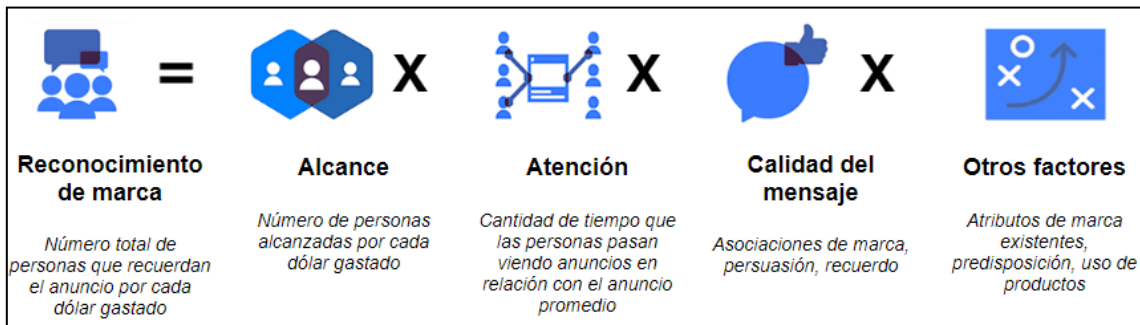 =
X
X
X
Reconocimiento
de marca
Número total de
personas que recuerdan
el anuncio por cada
dólar gastado
Alcance
Número de personas
alcanzadas por cada
dólar gastado
Atención
Cantidad de tiempo que
las personas pasan
viendo anuncios en
relación con el anuncio
promedio
Calidad del
mensaje
Asociaciones de marca,
persuasión, recuerdo
Otros factores
Atributos de marca
existentes,
predisposición, uso de
productos